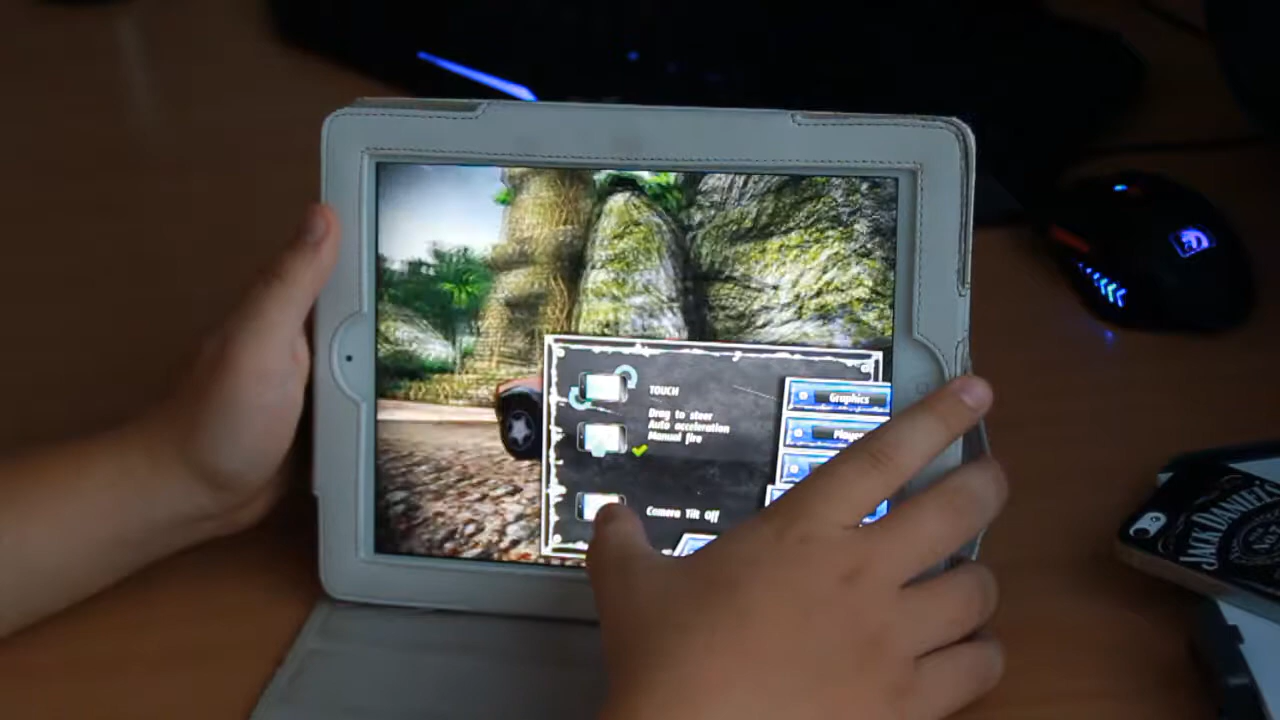 TOUCH
Drag to steer
Auto acceleration
Manual fire
Camera Tilt Off
Graphics
JACK DANIEL'S